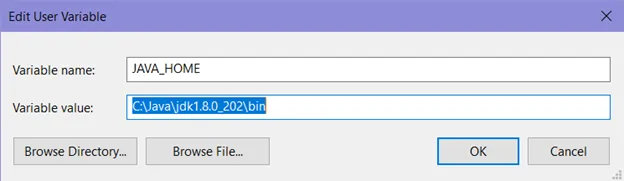 Edit User Variable
Variable name: JAVA_HOME
Variable value: C:\Java\jdk1.8.0_202\bin
Browse Directory... Browse File... OK Cancel